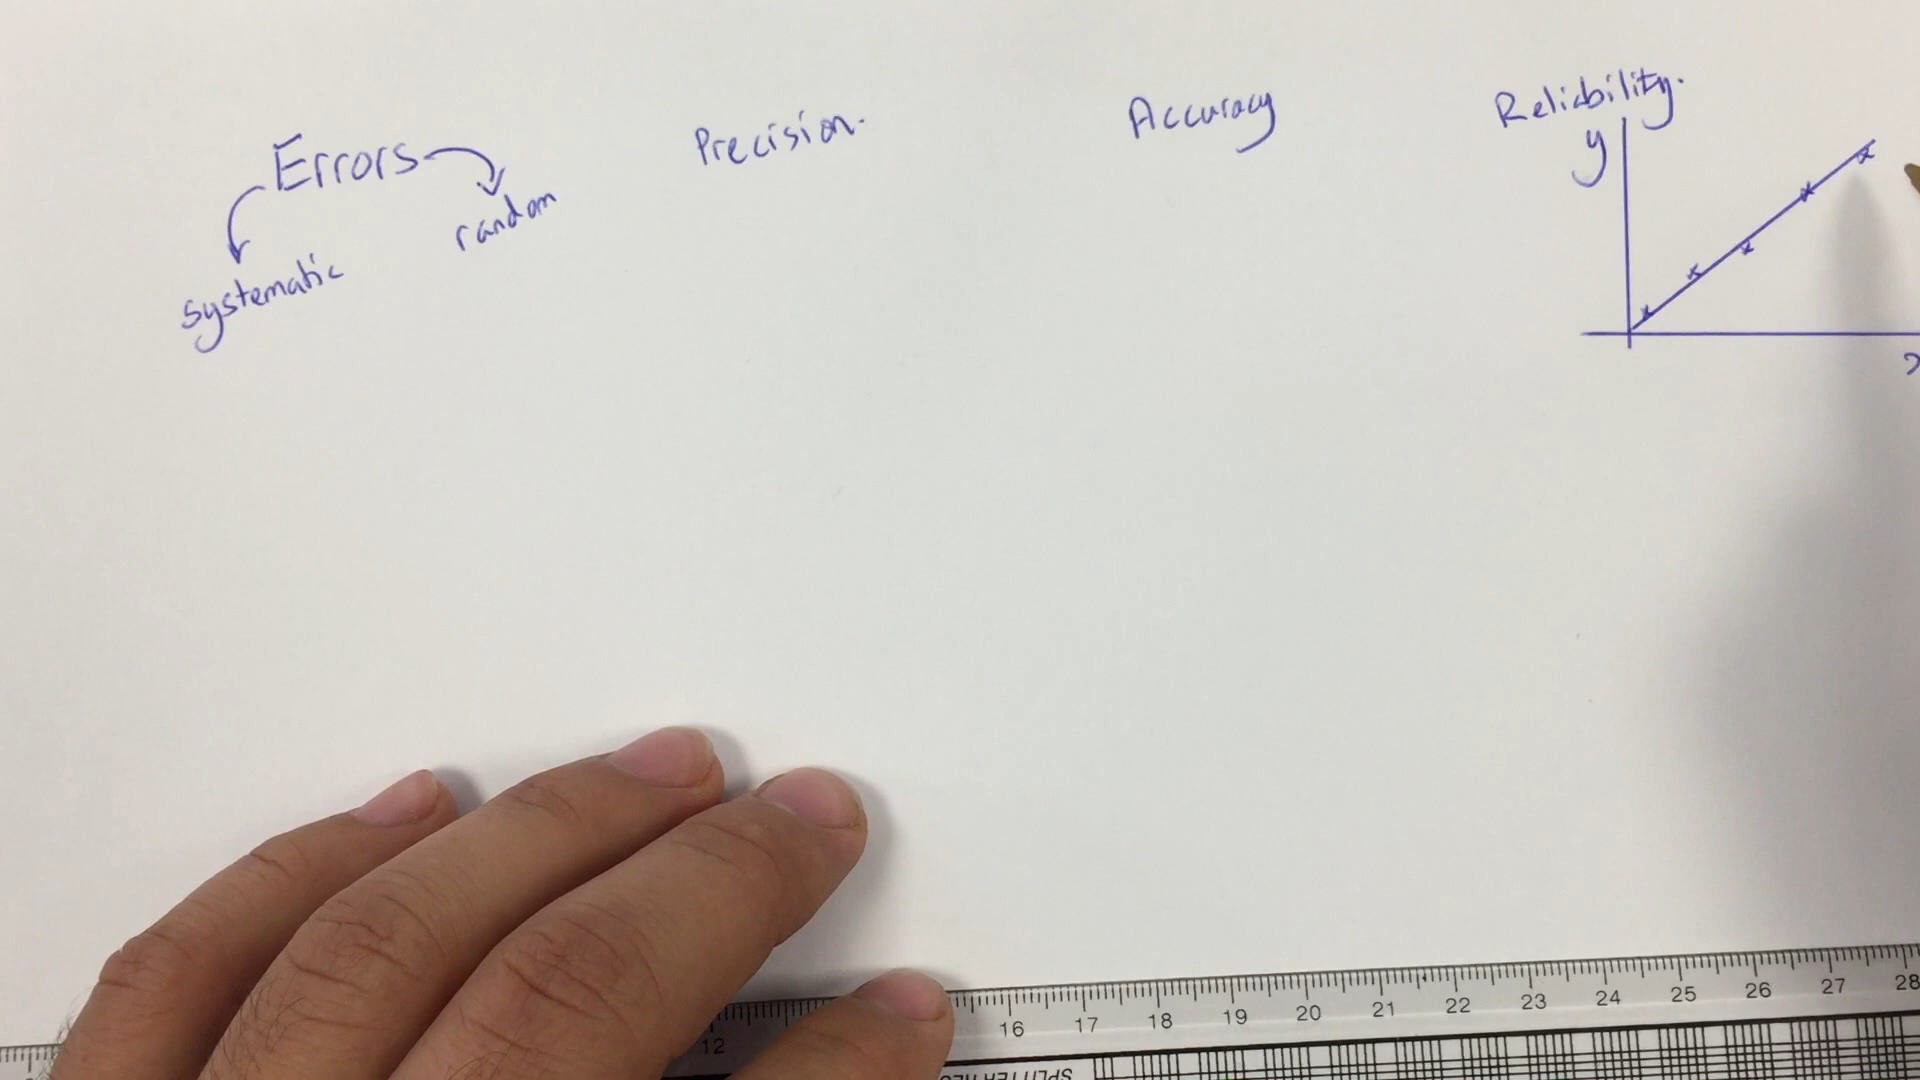 Errors
systematic
random
Precision.
Accuracy
Reliability.
y
x
12 16 17 18 19 20 21 22 23 24 25 26 27 28